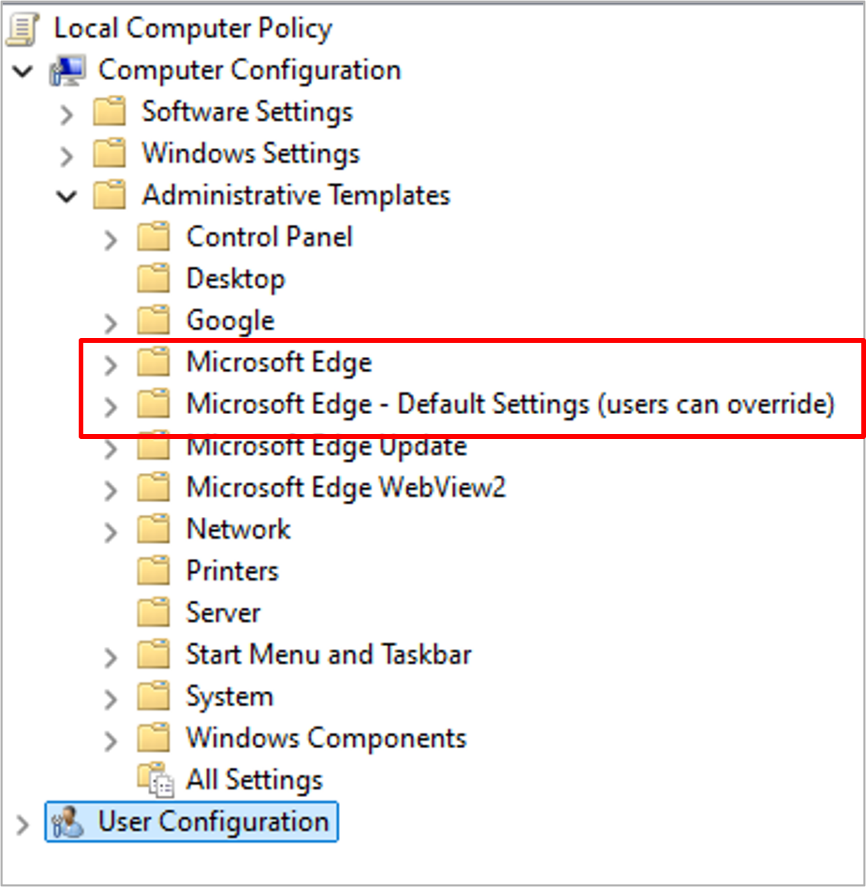 Local Computer Policy
Computer Configuration
Software Settings
Windows Settings
Administrative Templates
Control Panel
Desktop
Google
Microsoft Edge
Microsoft Edge - Default Settings (users can override)
Microsoft Edge Update
Microsoft Edge WebView2
Network
Printers
Server
Start Menu and Taskbar
System
Windows Components
All Settings
User Configuration